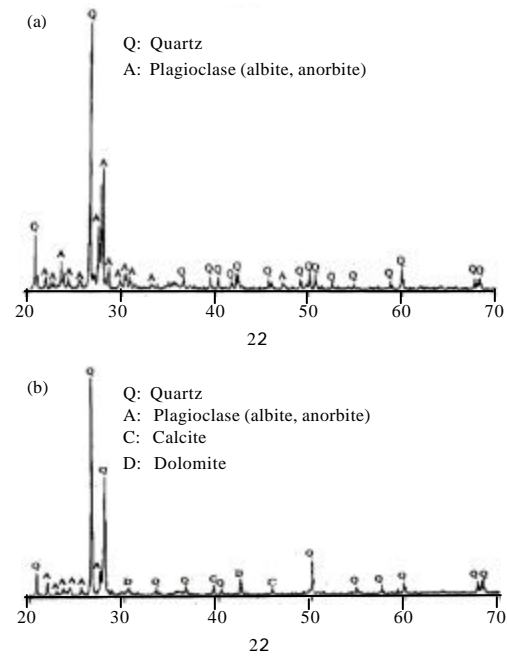 (a)
Q: Quartz
A: Plagioclase (albite, anorbite)
Q
Q
A
A
A
A
A
A
A
A
A
A
A
A
A
Q
Q
Q
Q
Q
Q
A
Q
Q
Q
Q
Q
Q
Q
Q
Q
20 30 40 50 60 70
22
(b)
Q: Quartz
A: Plagioclase (albite, anorbite)
C: Calcite
D: Dolomite
Q
Q
Q
A
A
A
A
A
A
D
Q
Q
C
Q
D
C
Q
Q
Q
Q
Q
Q
20 30 40 50 60 70
22